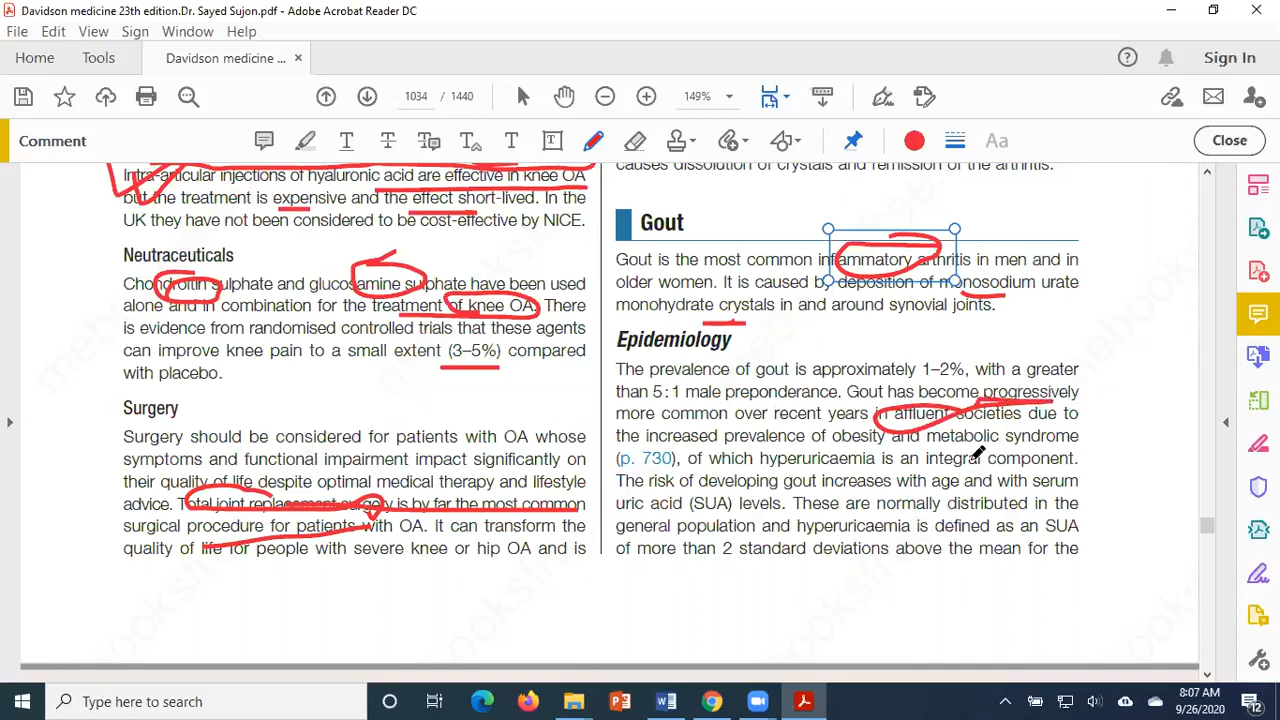 Davidson medicine 23th edition.Dr. Sayed Sujon.pdf - Adobe Acrobat Reader DC
File Edit View Sign Window Help
Home Tools Davidson medicine ... × Sign In
1034 / 1440 149%
Comment Close
Intra-articular injections of hyaluronic acid are effective in knee OA
but the treatment is expensive and the effect short-lived. In the
UK they have not been considered to be cost-effective by NICE.
Neutraceuticals
Chondroitin sulphate and glucosamine sulphate have been used
alone and in combination for the treatment of knee OA. There
is evidence from randomised controlled trials that these agents
can improve knee pain to a small extent (3–5%) compared
with placebo.
Surgery
Surgery should be considered for patients with OA whose
symptoms and functional impairment impact significantly on
their quality of life despite optimal medical therapy and lifestyle
advice. Total joint replacement surgery is by far the most common
surgical procedure for patients with OA. It can transform the
quality of life for people with severe knee or hip OA and is
causes dissolution of crystals and remission of the arthritis.
Gout
Gout is the most common inflammatory arthritis in men and in
older women. It is caused by deposition of monosodium urate
monohydrate crystals in and around synovial joints.
Epidemiology
The prevalence of gout is approximately 1–2%, with a greater
than 5 : 1 male preponderance. Gout has become progressively
more common over recent years in affluent societies due to
the increased prevalence of obesity and metabolic syndrome
(p. 730), of which hyperuricaemia is an integral component.
The risk of developing gout increases with age and with serum
uric acid (SUA) levels. These are normally distributed in the
general population and hyperuricaemia is defined as an SUA
of more than 2 standard deviations above the mean for the
Type here to search
8:07 AM
9/26/2020
12